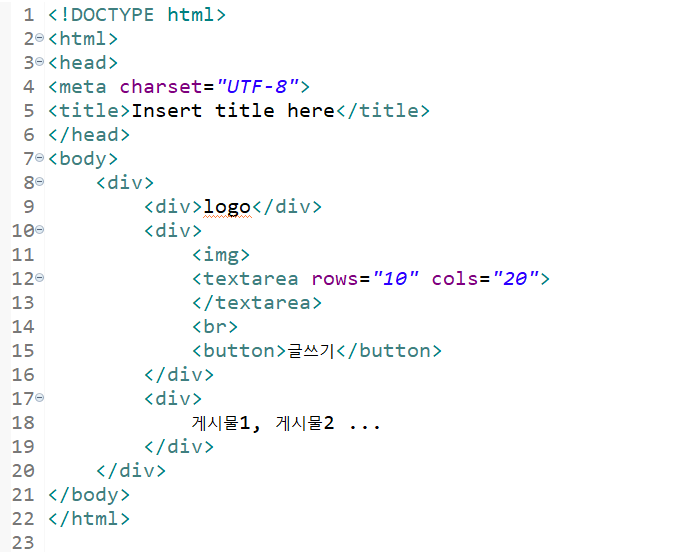 1 <!DOCTYPE html>
2 <html>
3 <head>
4 <meta charset="UTF-8">
5 <title>Insert title here</title>
6 </head>
7 <body>
8     <div>
9         <div>logo</div>
10         <div>
11             <img>
12             <textarea rows="10" cols="20">
13             </textarea>
14             <br>
15             <button>글쓰기</button>
16         </div>
17         <div>
18             게시물1, 게시물2 ...
19         </div>
20     </div>
21 </body>
22 </html>
23